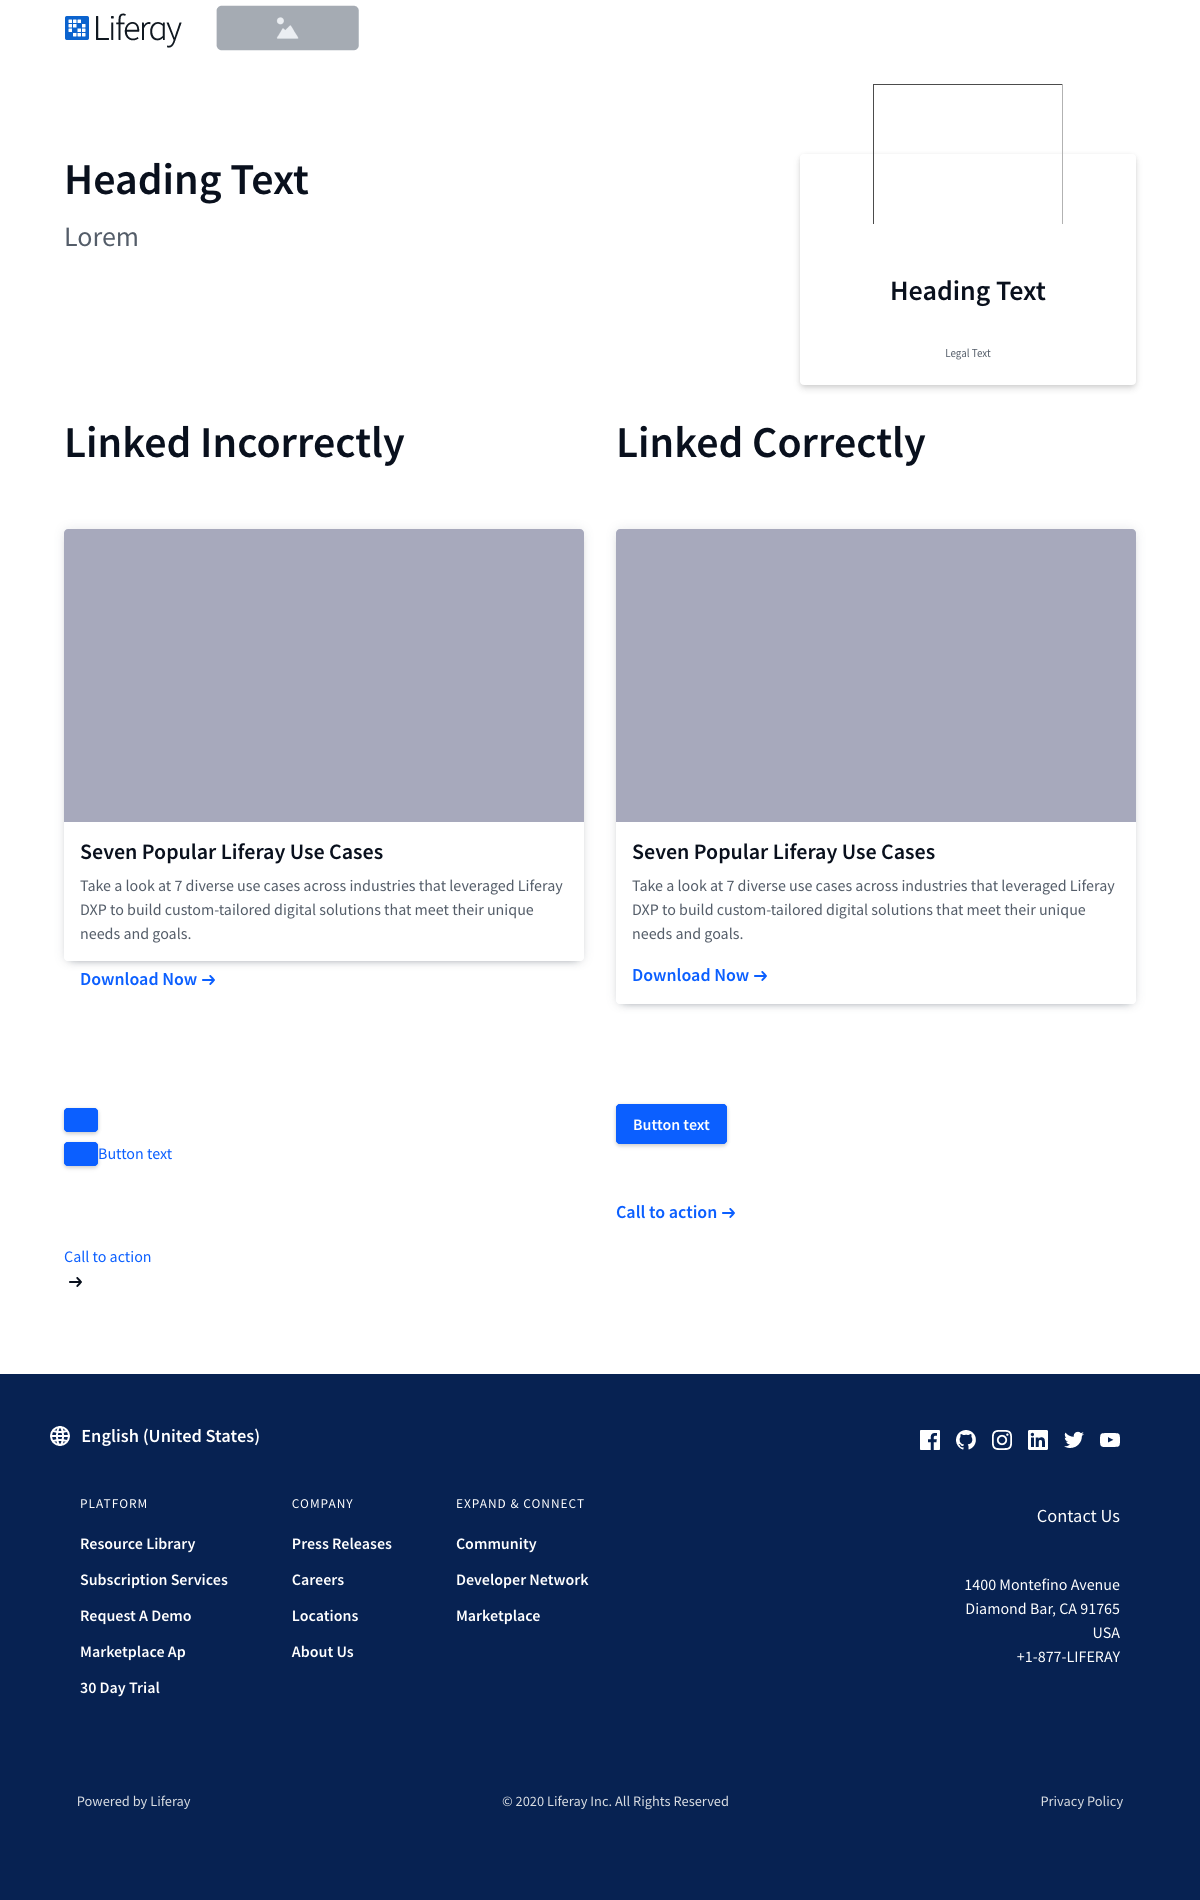 Liferay
Heading Text
Lorem
Heading Text
Legal Text
Linked Incorrectly
Linked Correctly
Seven Popular Liferay Use Cases
Take a look at 7 diverse use cases across industries that leveraged Liferay
DXP to build custom-tailored digital solutions that meet their unique
needs and goals.
Download Now →
Seven Popular Liferay Use Cases
Take a look at 7 diverse use cases across industries that leveraged Liferay
DXP to build custom-tailored digital solutions that meet their unique
needs and goals.
Download Now →
Button text
Call to action
→
Button text
Call to action →
English (United States)
PLATFORM
Resource Library
Subscription Services
Request A Demo
Marketplace Ap
30 Day Trial
COMPANY
Press Releases
Careers
Locations
About Us
EXPAND & CONNECT
Community
Developer Network
Marketplace
Contact Us
1400 Montefino Avenue
Diamond Bar, CA 91765
USA
+1-877-LIFERAY
Powered by Liferay
© 2020 Liferay Inc. All Rights Reserved
Privacy Policy